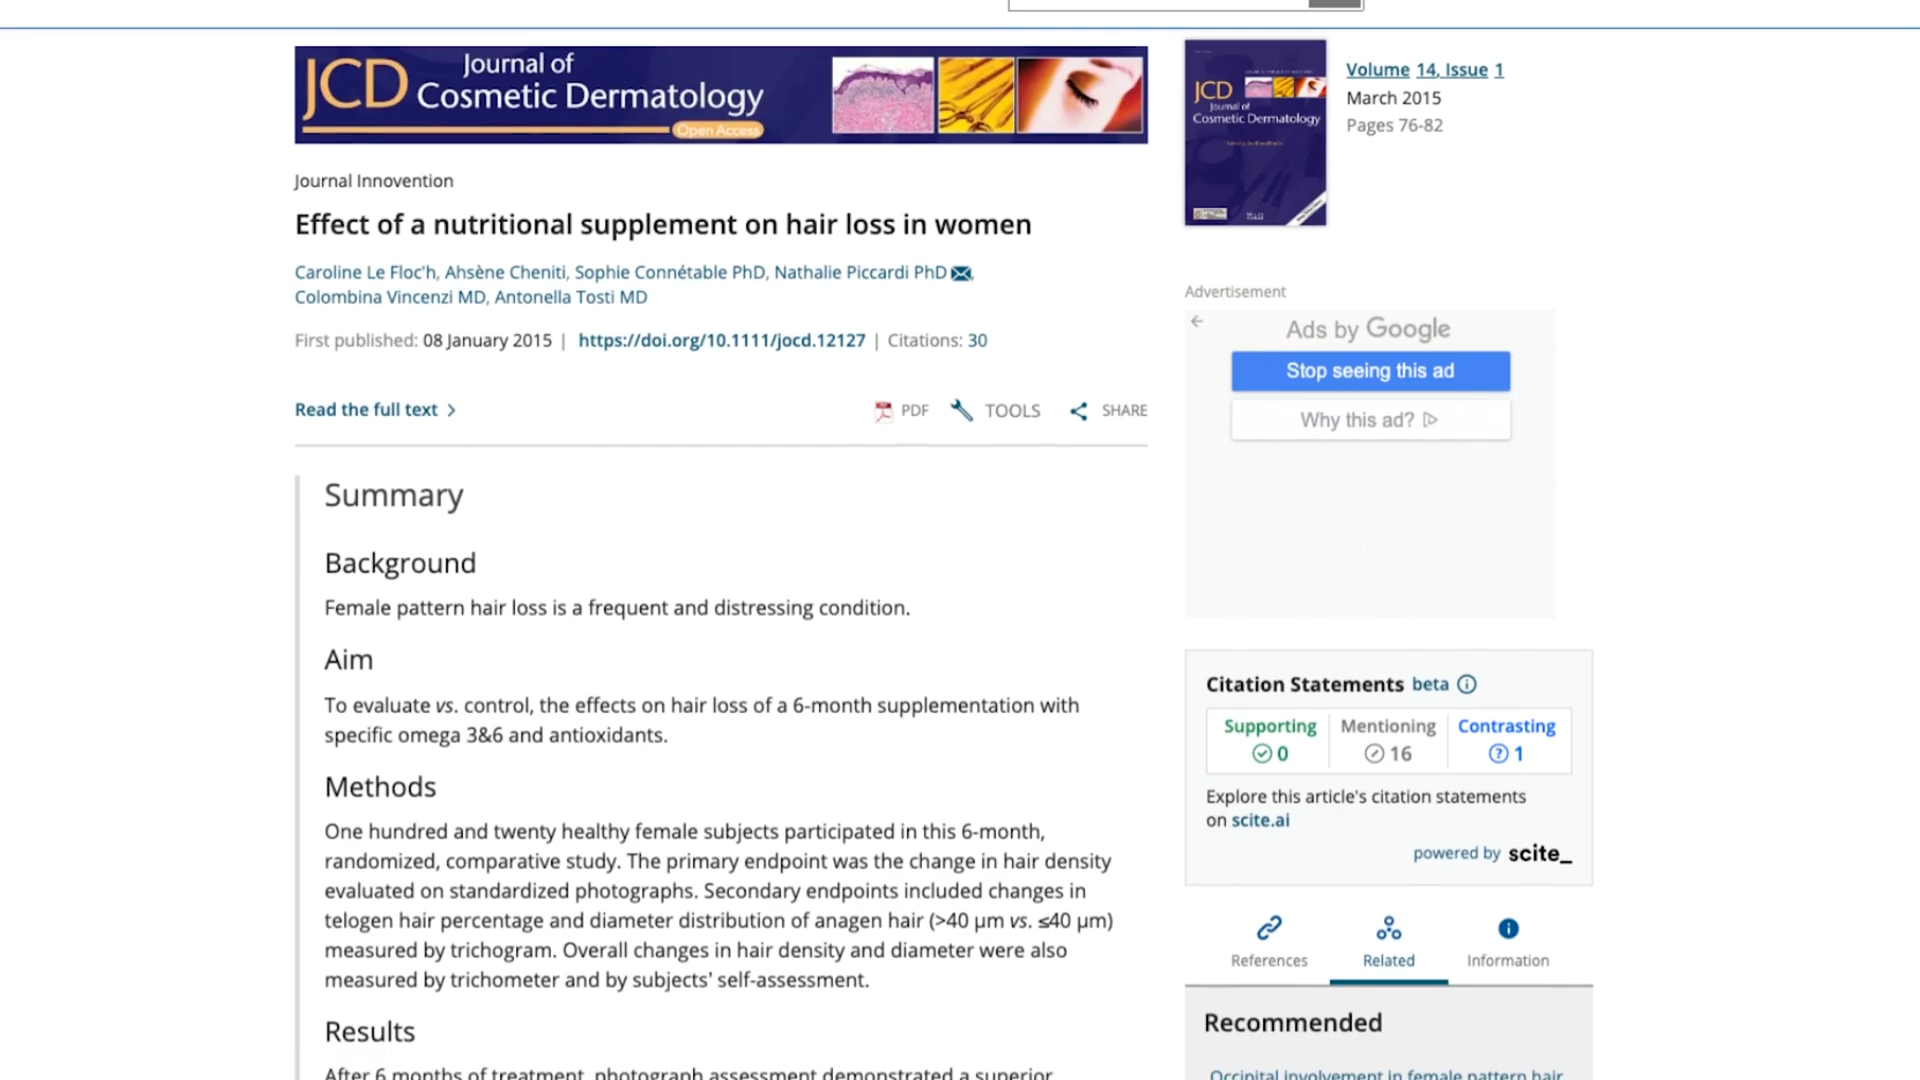 JCD Journal of
Cosmetic Dermatology
Open Access
Journal Innovention
Effect of a nutritional supplement on hair loss in women
Caroline Le Floc'h, Ahsène Cheniti, Sophie Connétable PhD, Nathalie Piccardi PhD
Colombina Vincenzi MD, Antonella Tosti MD
First published: 08 January 2015 | https://doi.org/10.1111/jocd.12127 | Citations: 30
Read the full text
PDF TOOLS SHARE
Summary
Background
Female pattern hair loss is a frequent and distressing condition.
Aim
To evaluate vs. control, the effects on hair loss of a 6-month supplementation with
specific omega 3&6 and antioxidants.
Methods
One hundred and twenty healthy female subjects participated in this 6-month,
randomized, comparative study. The primary endpoint was the change in hair density
evaluated on standardized photographs. Secondary endpoints included changes in
telogen hair percentage and diameter distribution of anagen hair (>40 μm vs. ≤40 μm)
measured by trichogram. Overall changes in hair density and diameter were also
measured by trichometer and by subjects' self-assessment.
Results
After 6 months of treatment, photograph assessment demonstrated a superior
JCD
Journal of
Cosmetic Dermatology
Volume 14, Issue 1
March 2015
Pages 76-82
Advertisement
Ads by Google
Stop seeing this ad
Why this ad?
Citation Statements beta
Supporting Mentioning Contrasting
0 16 1
Explore this article's citation statements
on scite.ai
powered by scite_
References Related Information
Recommended
Occipital involvement in female pattern hair